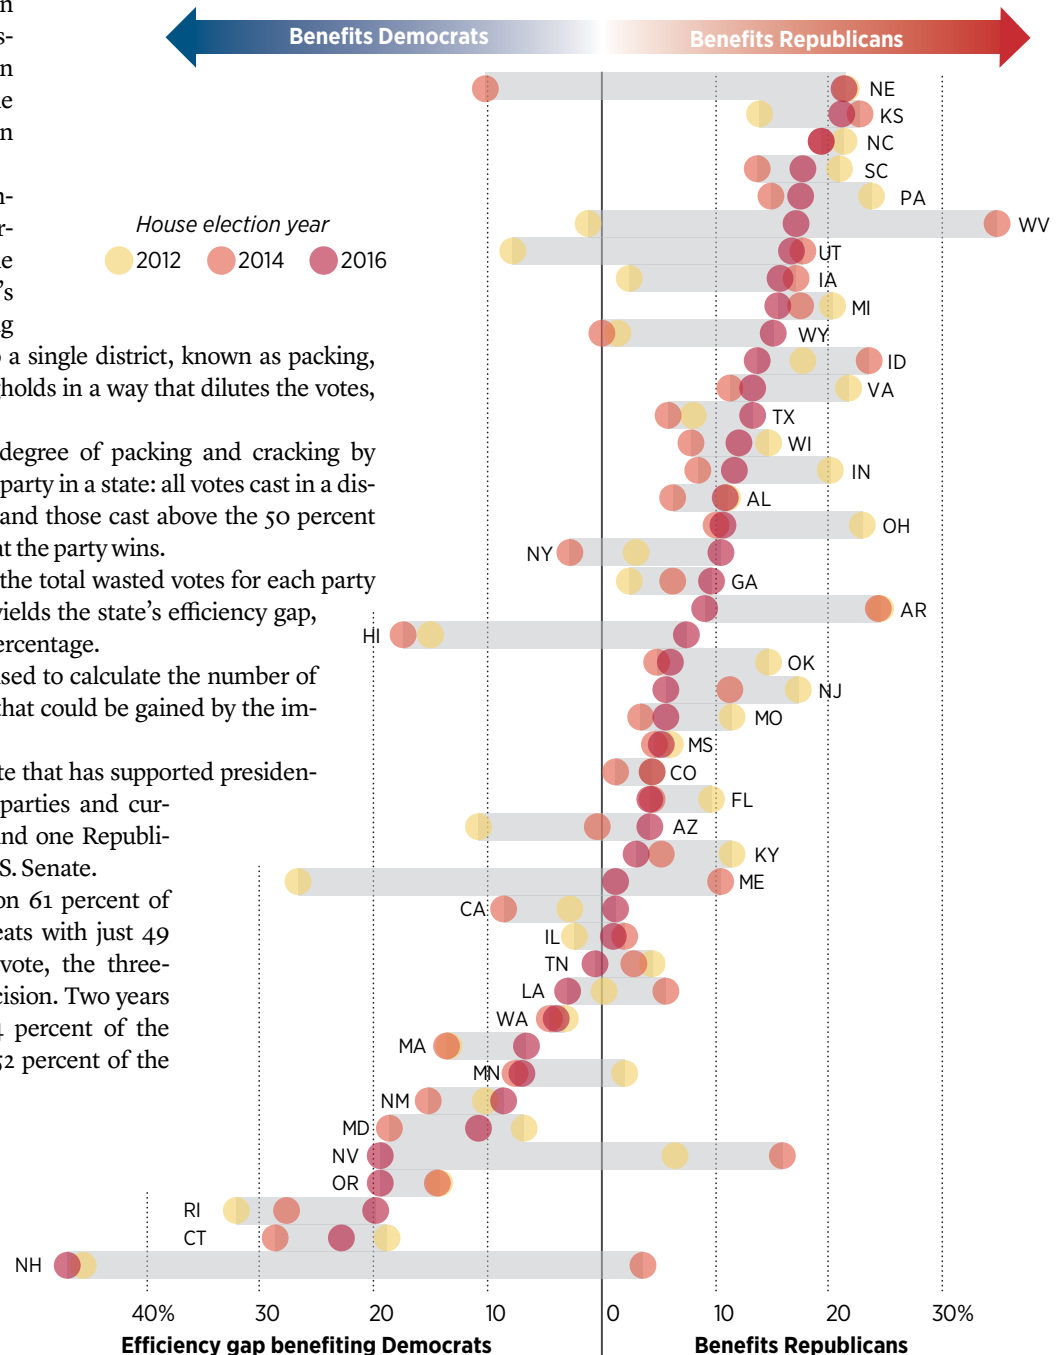 n
s-
n
e
n
n-
r-
e
's
g
a single district, known as packing,
gholds in a way that dilutes the votes,
degree of packing and cracking by
party in a state: all votes cast in a dis-
and those cast above the 50 percent
at the party wins.
the total wasted votes for each party
yields the state's efficiency gap,
ercentage.
sed to calculate the number of
that could be gained by the im-
te that has supported presiden-
parties and cur-
nd one Republi-
S. Senate.
on 61 percent of
eats with just 49
vote, the three-
cision. Two years
4 percent of the
52 percent of the
Benefits Democrats
Benefits Republicans
House election year
2012 2014 2016
NE
KS
NC
SC
PA
WV
UT
IA
MI
WY
ID
VA
TX
WI
IN
AL
OH
NY
GA
AR
HI
OK
NJ
MO
MS
CO
FL
AZ
KY
ME
CA
IL
TN
LA
WA
MA
MN
NM
MD
NV
OR
RI
CT
NH
40% 30 20 10 0 10 20 30%
Efficiency gap benefiting Democrats Benefits Republicans